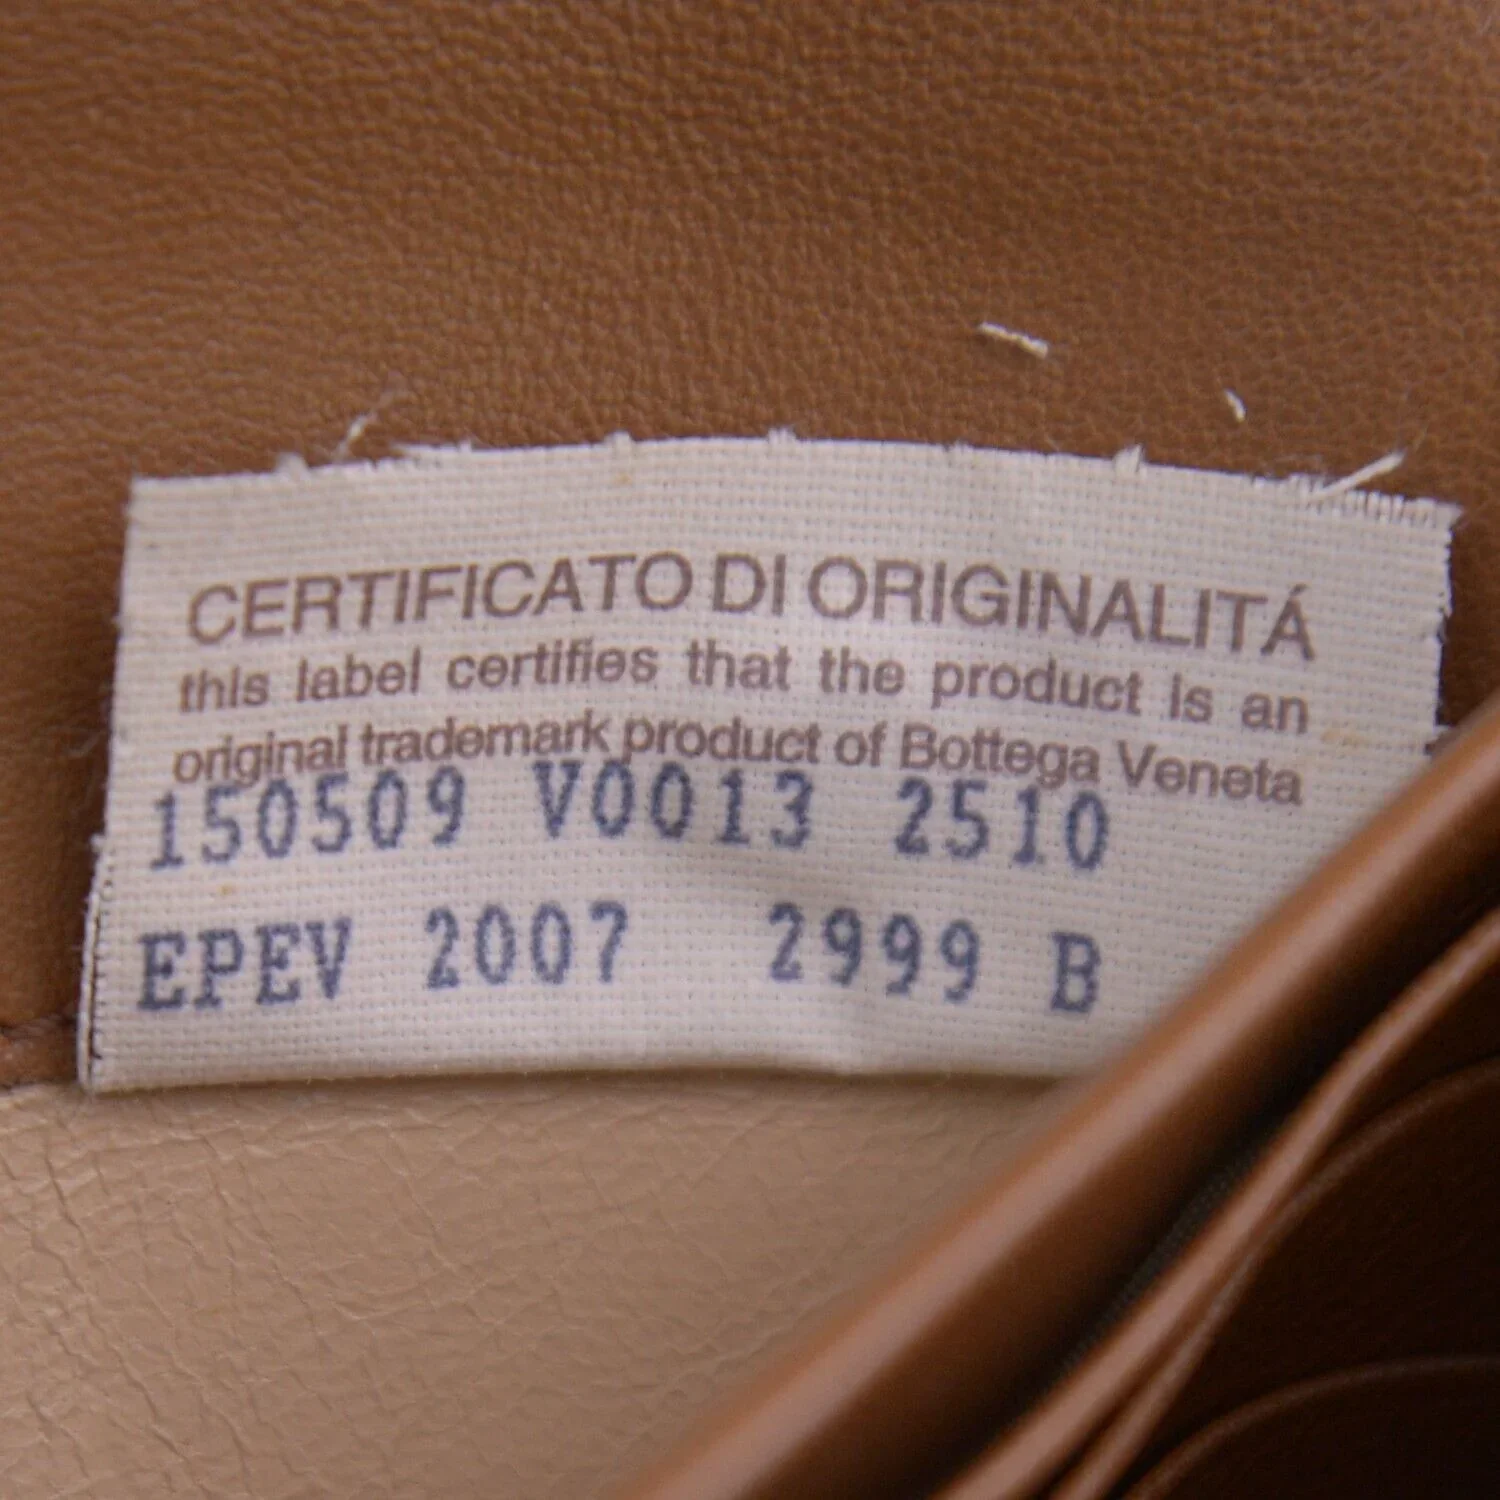 CERTIFICATO DI ORIGINALITÁ
this label certifies that the product is an
original trademark product of Bottega Veneta
150509 V0013 2510
EPEV 2007 2999 B